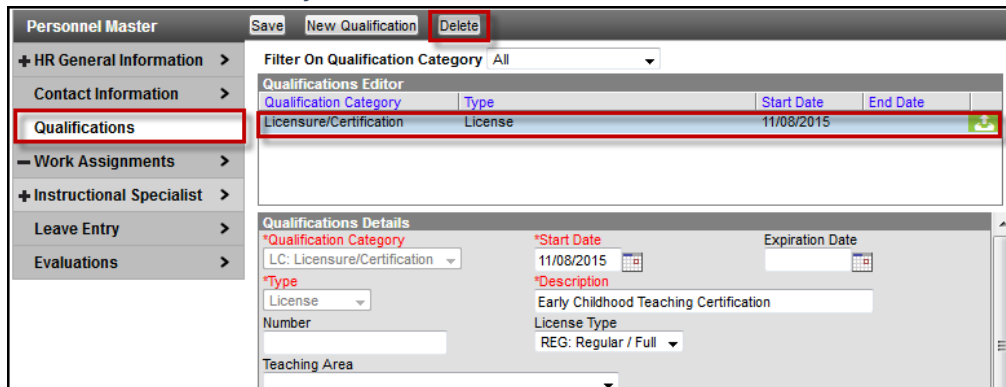 Personnel Master
Save New Qualification Delete
+ HR General Information >
Contact Information >
Qualifications
– Work Assignments >
+ Instructional Specialist >
Leave Entry >
Evaluations >
Filter On Qualification Category All
Qualifications Editor
Qualification Category Type Start Date End Date
Licensure/Certification License 11/08/2015
Qualifications Details
*Qualification Category *Start Date Expiration Date
LC: Licensure/Certification 11/08/2015
*Type *Description
License Early Childhood Teaching Certification
Number License Type
REG: Regular / Full
Teaching Area